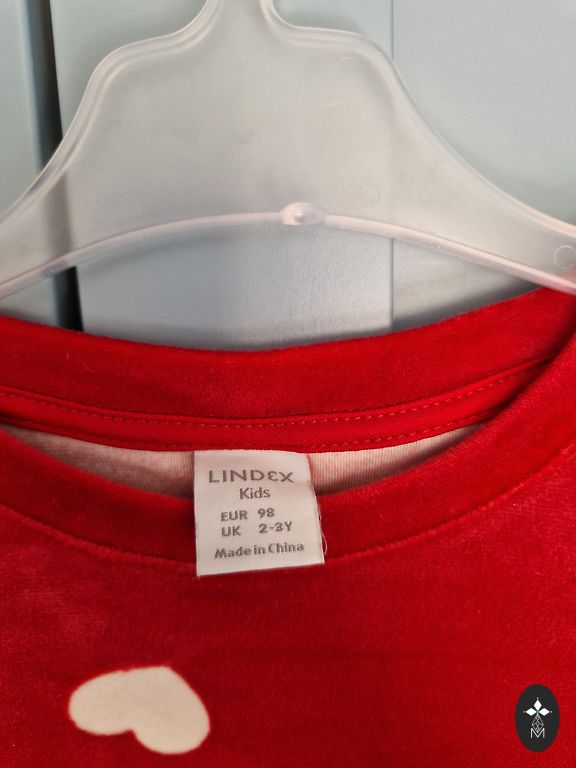 LINDEX
Kids
EUR 98
UK 2-3Y
Made in China
M